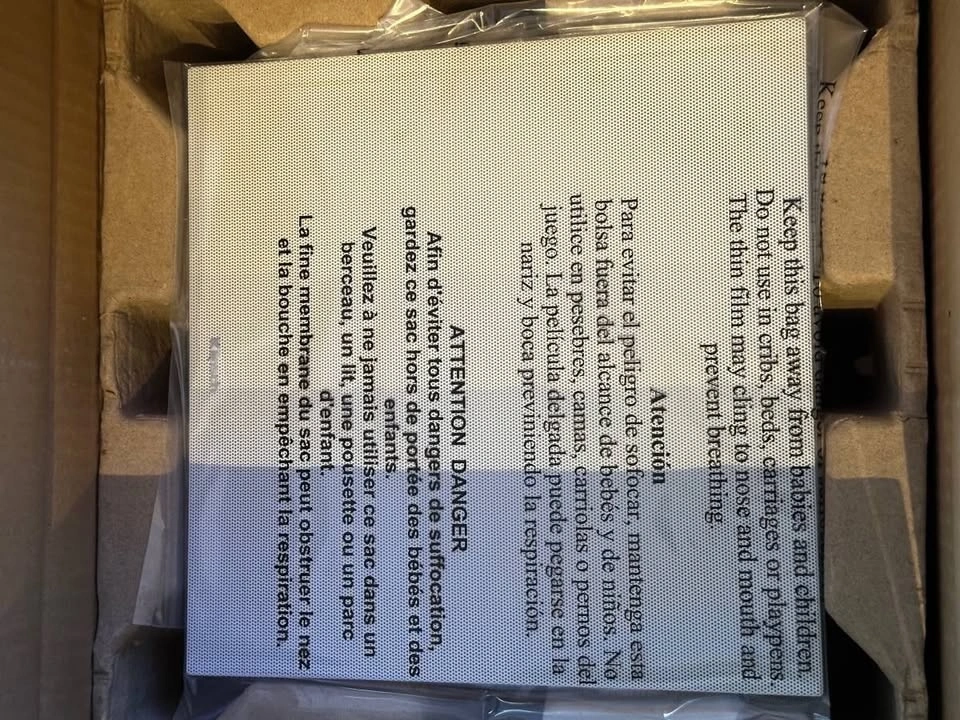 Keep this bag away from babies and children.
Do not use in cribs, beds, carriages or playpens
The thin film may cling to nose and mouth and
prevent breathing.
Atención
Para evitar el peligro de sofocar, mantenga esta
bolsa fuera del alcance de bebés y de niños. No
utilice en pesebres, camas, carriolas o pernos del
juego. La película delgada puede pegarse en la
nariz y boca previniendo la respiración.
ATTENTION DANGER
Afin d'éviter tous dangers de suffocation,
gardez ce sac hors de portée des bébés et des
enfants.
Veuillez à ne jamais utiliser ce sac dans un
berceau, un lit, une pousette ou un parc
d'enfant.
La fine membrane du sac peut obstruer le nez
et la bouche en empêchant la respiration.
Klipsch